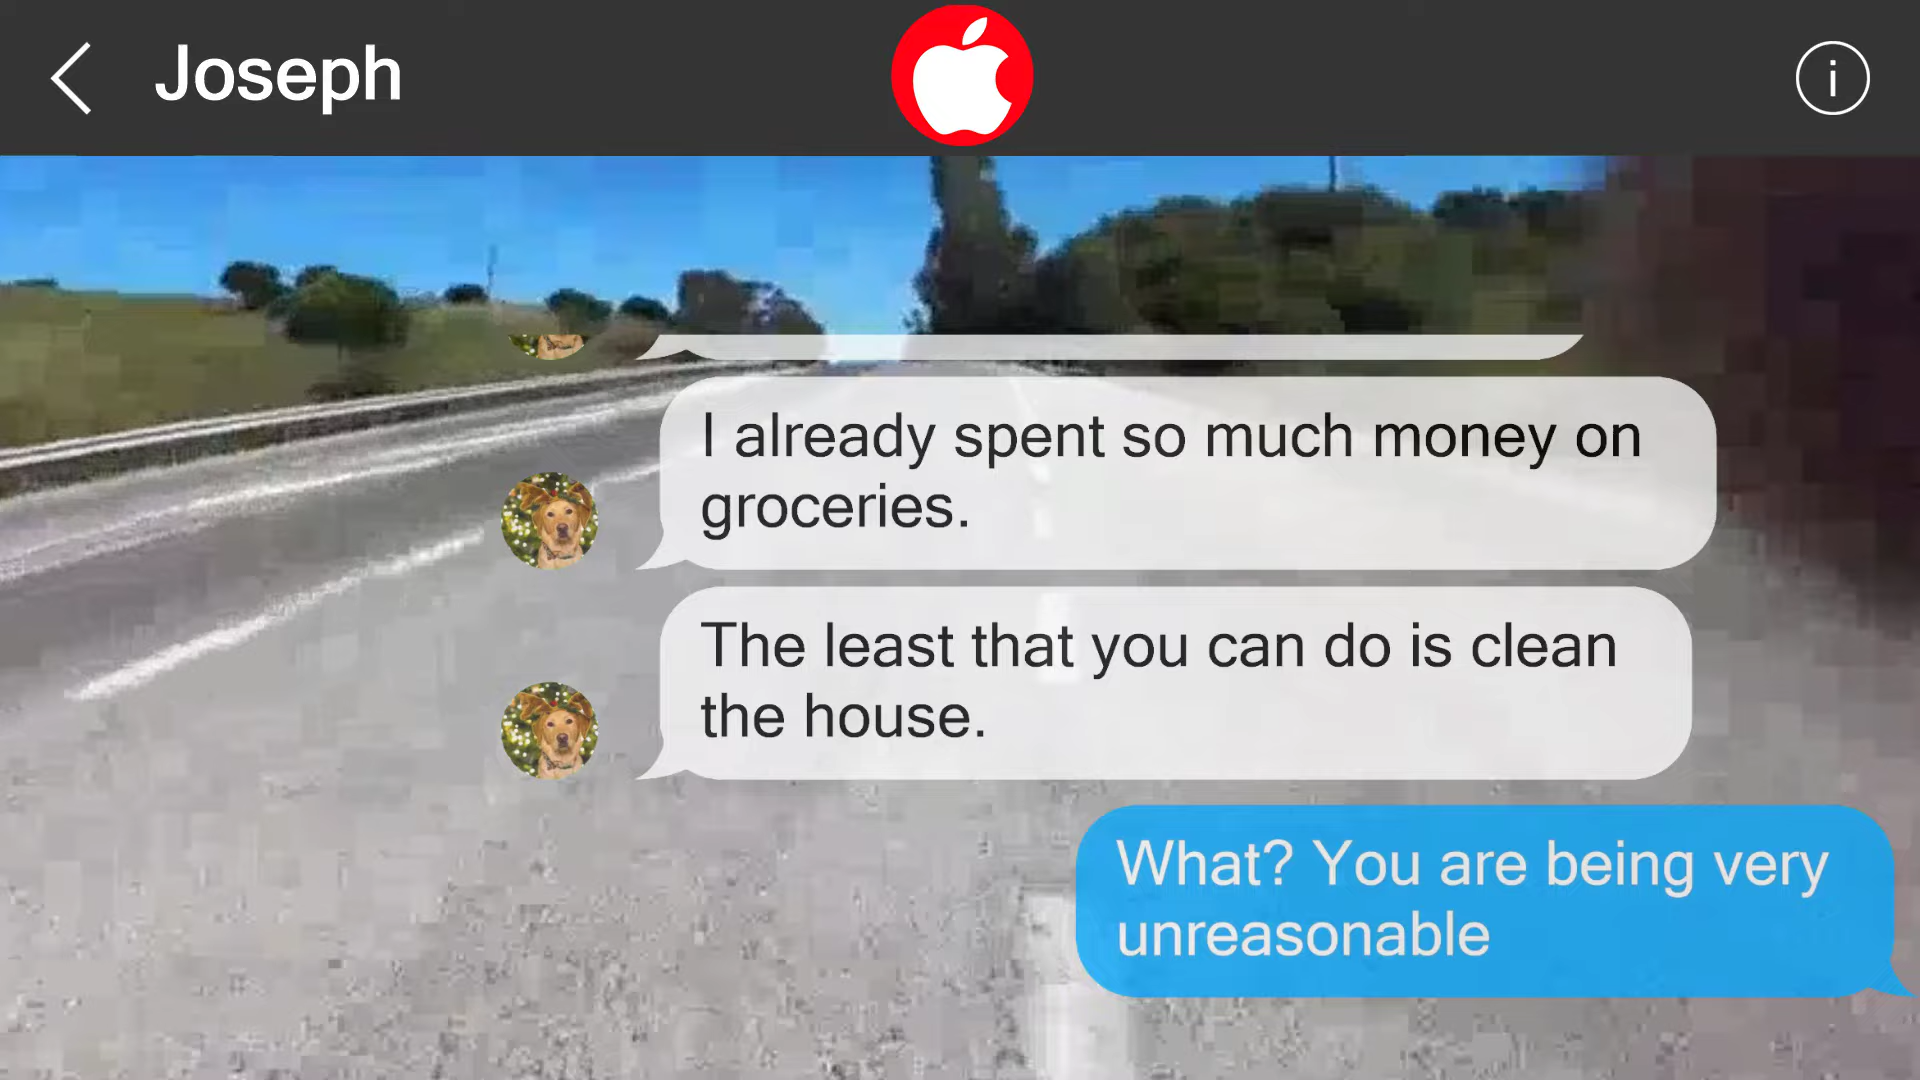 Joseph
i
I already spent so much money on
groceries.
The least that you can do is clean
the house.
What? You are being very
unreasonable